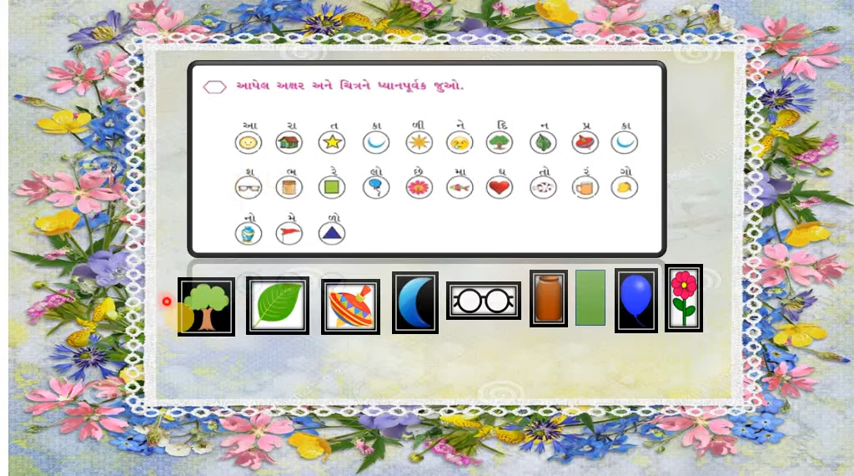 આપેલ અક્ષર અને ચિત્રને ધ્યાનપૂર્વક જુઓ.
આ રા ત કા ળી ને દિ ન પ્ર કા
શ ભ રે લો છે મા ઘ તો રં ગો
નો મે ળો